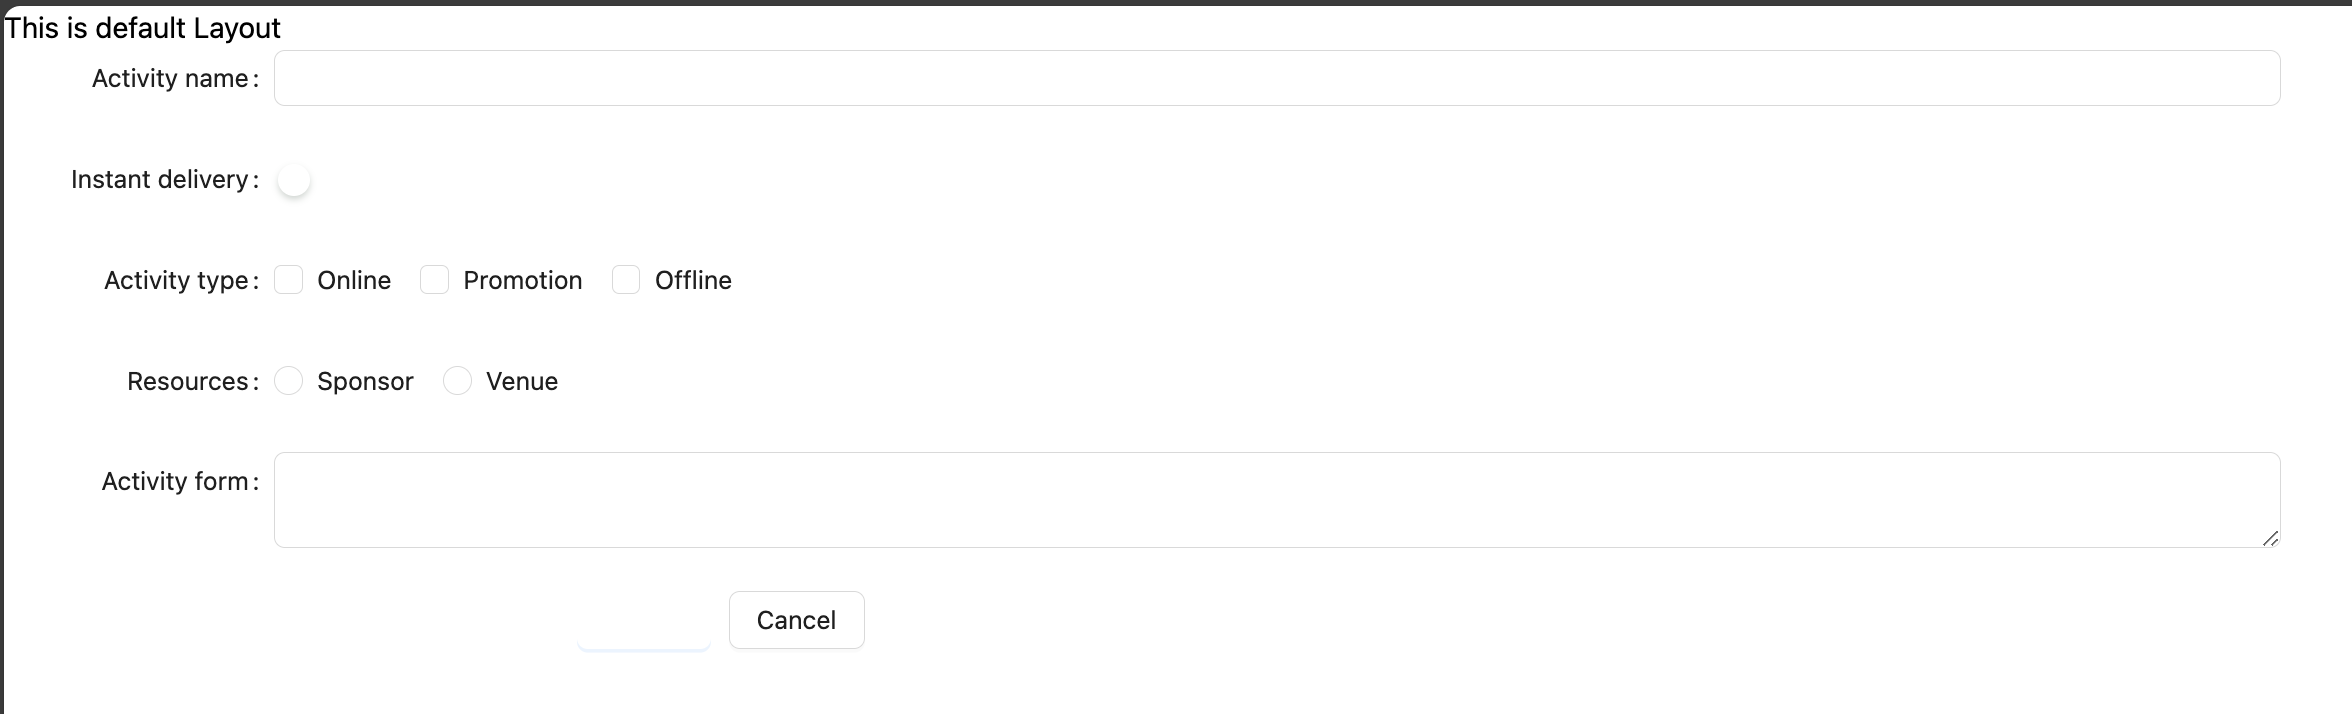 This is default Layout
Activity name:
Instant delivery:
Activity type: Online Promotion Offline
Resources: Sponsor Venue
Activity form:
Cancel